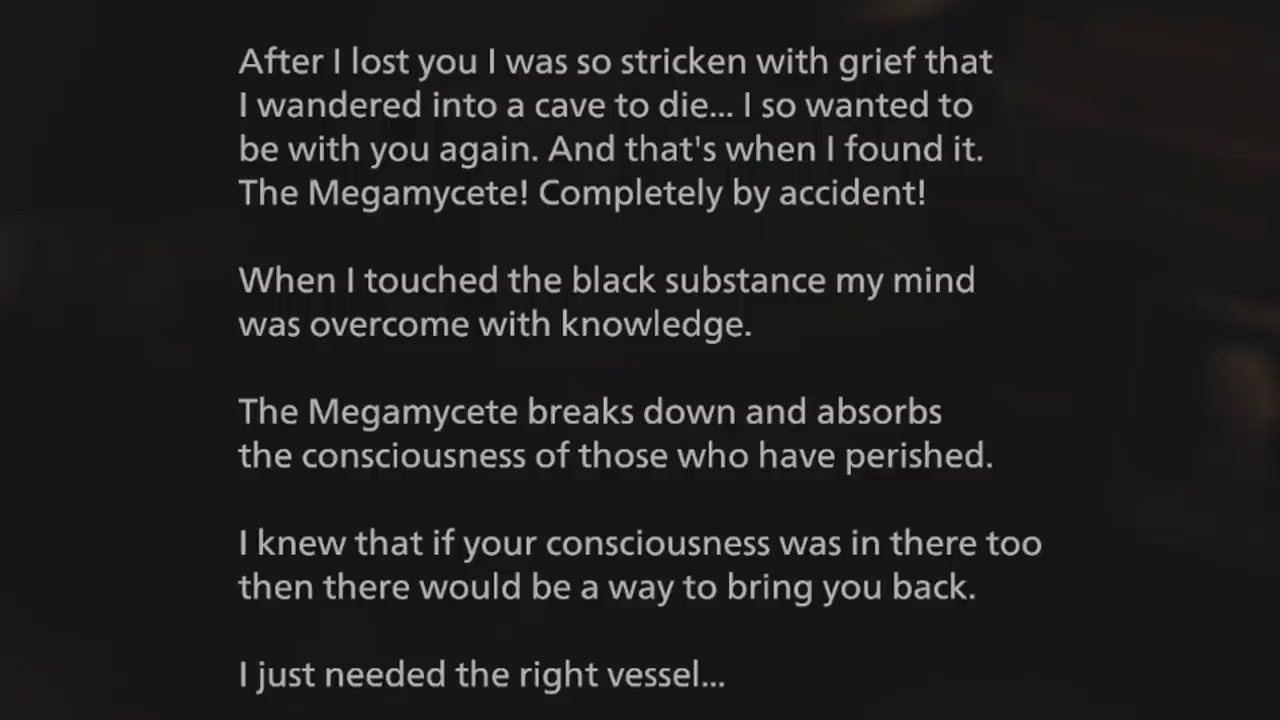 After I lost you I was so stricken with grief that
I wandered into a cave to die... I so wanted to
be with you again. And that's when I found it.
The Megamycete! Completely by accident!
When I touched the black substance my mind
was overcome with knowledge.
The Megamycete breaks down and absorbs
the consciousness of those who have perished.
I knew that if your consciousness was in there too
then there would be a way to bring you back.
I just needed the right vessel...